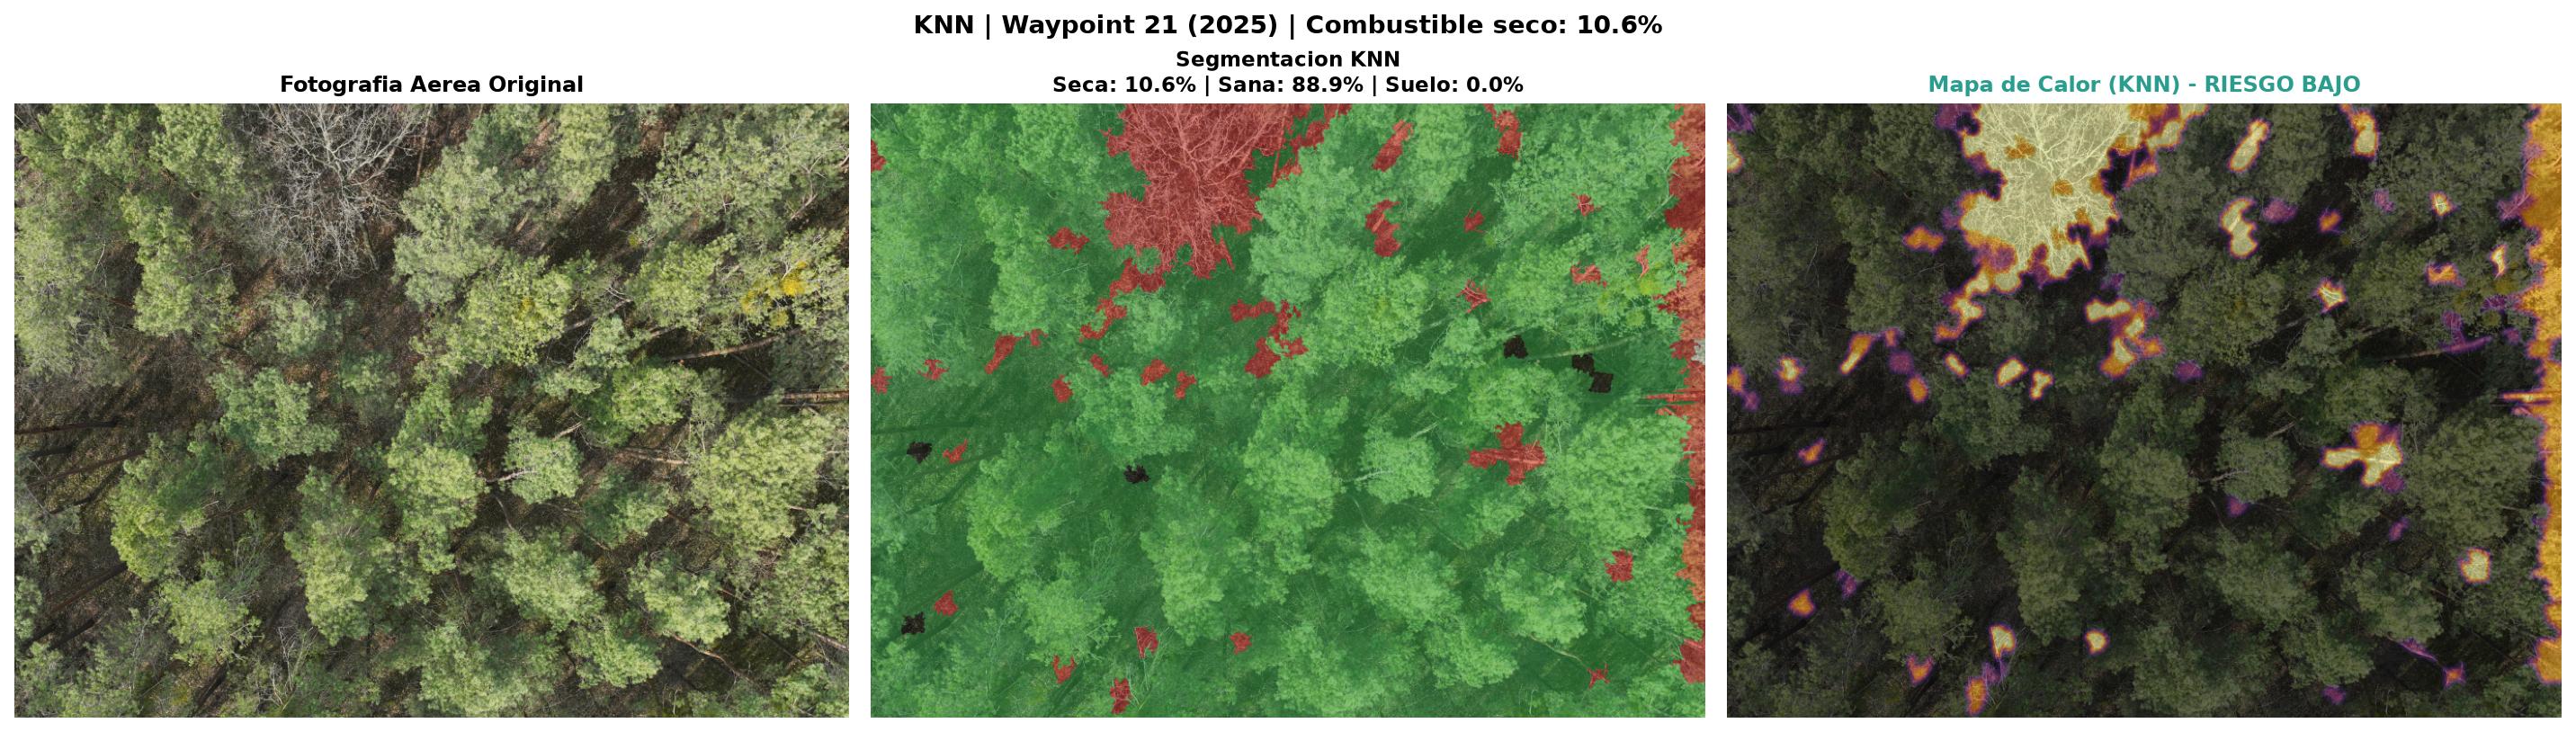 KNN | Waypoint 21 (2025) | Combustible seco: 10.6%
Fotografia Aerea Original
Segmentacion KNN
Seca: 10.6% | Sana: 88.9% | Suelo: 0.0%
Mapa de Calor (KNN) - RIESGO BAJO